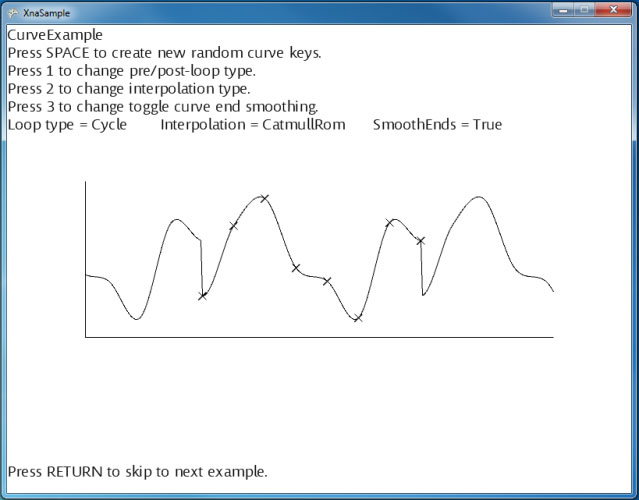 XnaSample
CurveExample
Press SPACE to create new random curve keys.
Press 1 to change pre/post-loop type.
Press 2 to change interpolation type.
Press 3 to change toggle curve end smoothing.
Loop type = Cycle Interpolation = CatmullRom SmoothEnds = True
Press RETURN to skip to next example.